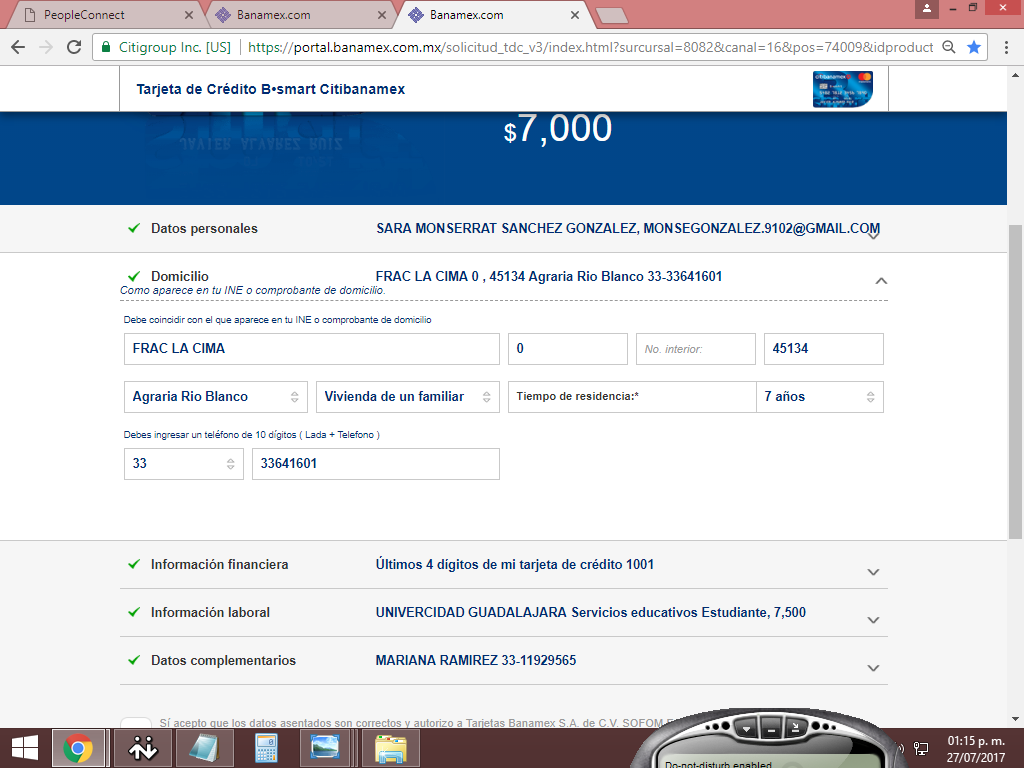 PeopleConnect
Banamex.com
Banamex.com
Citigroup Inc. [US] https://portal.banamex.com.mx/solicitud_tdc_v3/index.html?surcursal=8082&canal=16&pos=74009&idproduct
Tarjeta de Crédito B•smart Citibanamex
citibanamex
JAVIER ALVAREZ RUIZ
$7,000
Datos personales SARA MONSERRAT SANCHEZ GONZALEZ, MONSEGONZALEZ.9102@GMAIL.COM
Domicilio FRAC LA CIMA 0 , 45134 Agraria Rio Blanco 33-33641601
Como aparece en tu INE o comprobante de domicilio.
Debe coincidir con el que aparece en tu INE o comprobante de domicilio
FRAC LA CIMA 0 No. interior: 45134
Agraria Rio Blanco Vivienda de un familiar Tiempo de residencia:* 7 años
Debes ingresar un teléfono de 10 dígitos ( Lada + Telefono )
33 33641601
Información financiera Últimos 4 dígitos de mi tarjeta de crédito 1001
Información laboral UNIVERCIDAD GUADALAJARA Servicios educativos Estudiante, 7,500
Datos complementarios MARIANA RAMIREZ 33-11929565
Sí acepto que los datos asentados son correctos y autorizo a Tarjetas Banamex S.A. de C.V. SOFOM
Do-not-disturb enabled
01:15 p. m.
27/07/2017